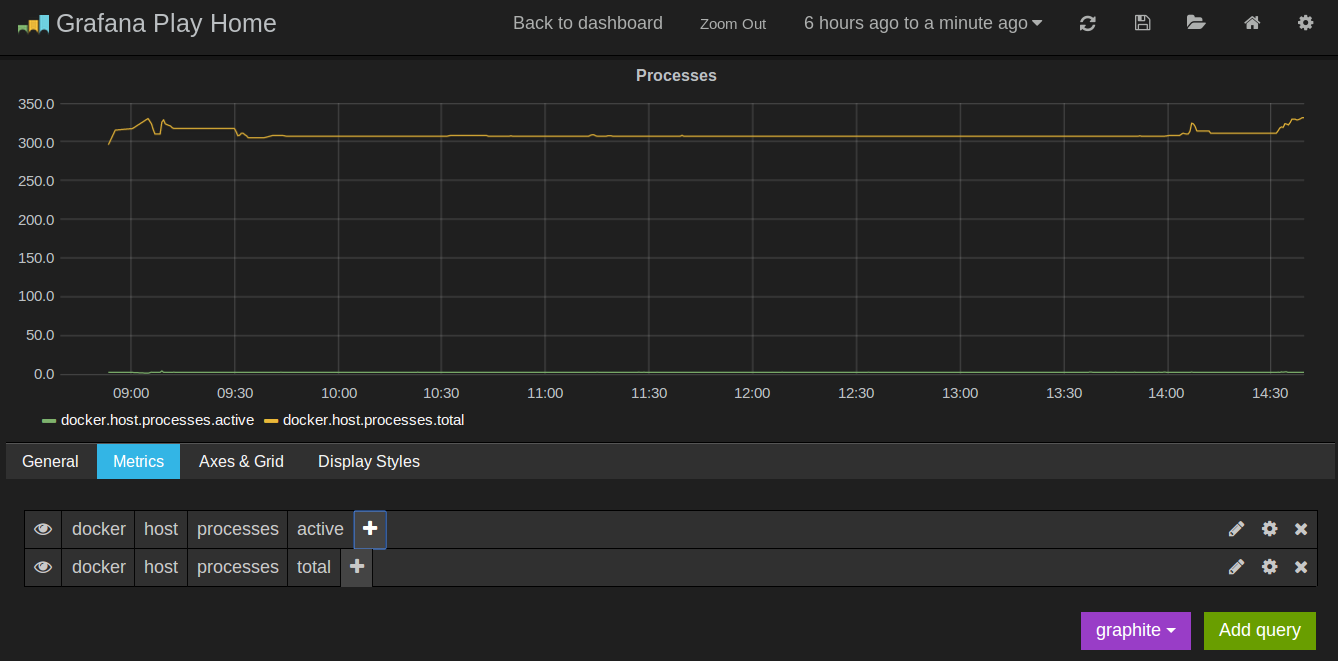 Grafana Play Home Back to dashboard Zoom Out 6 hours ago to a minute ago
Processes
350.0
300.0
250.0
200.0
150.0
100.0
50.0
0.0
09:00 09:30 10:00 10:30 11:00 11:30 12:00 12:30 13:00 13:30 14:00 14:30
docker.host.processes.active docker.host.processes.total
General Metrics Axes & Grid Display Styles
docker host processes active
docker host processes total
graphite Add query